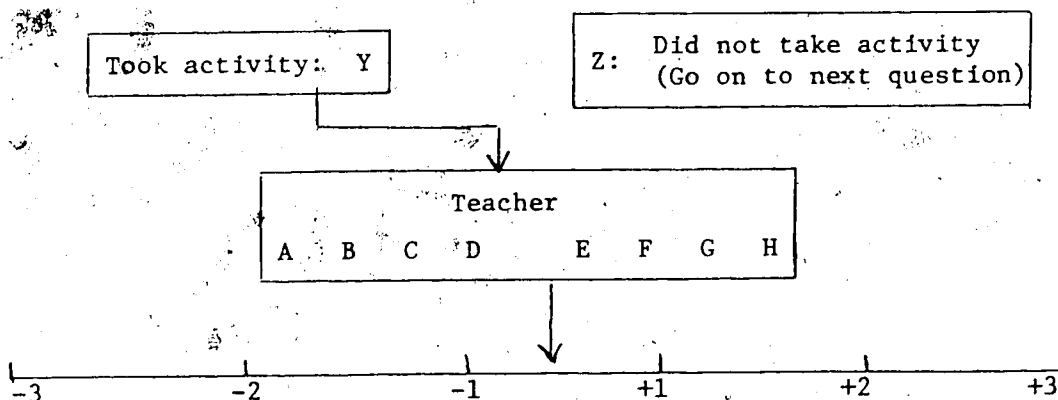 Took activity: Y
Z: Did not take activity
(Go on to next question)
Teacher
A B C D E F G H
-3 -2 -1 +1 +2 +3